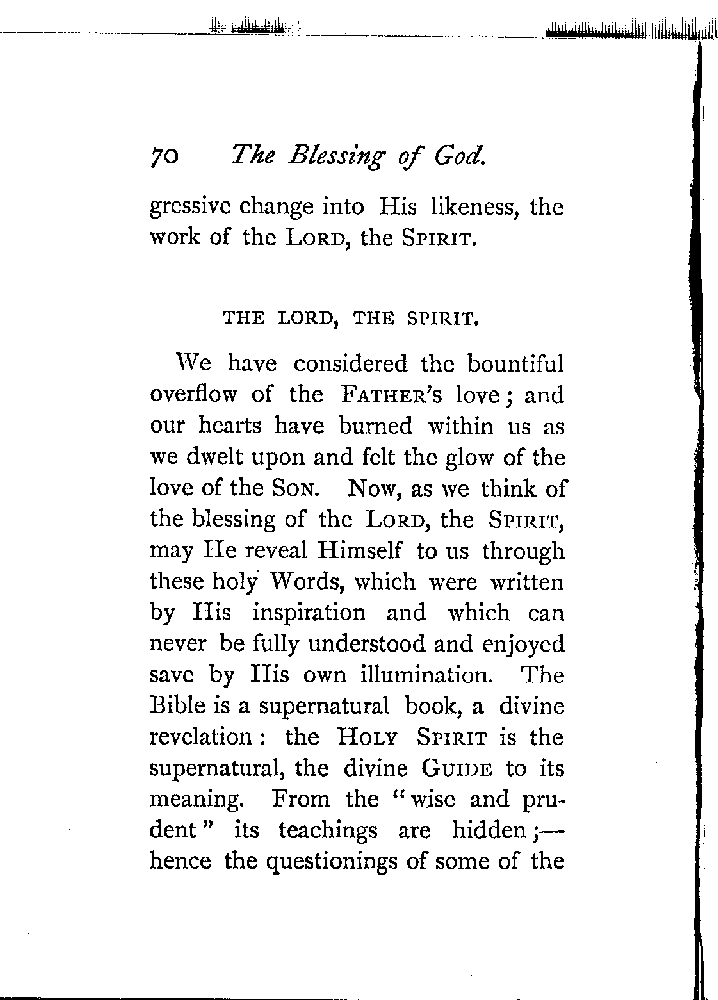 70 The Blessing of God.
gressive change into His likeness, the
work of the LORD, the SPIRIT.
THE LORD, THE SPIRIT.
We have considered the bountiful
overflow of the FATHER'S love; and
our hearts have burned within us as
we dwelt upon and felt the glow of the
love of the SON. Now, as we think of
the blessing of the LORD, the SPIRIT,
may He reveal Himself to us through
these holy Words, which were written
by His inspiration and which can
never be fully understood and enjoyed
save by His own illumination. The
Bible is a supernatural book, a divine
revelation: the HOLY SPIRIT is the
supernatural, the divine GUIDE to its
meaning. From the "wise and pru-
dent" its teachings are hidden;—
hence the questionings of some of the